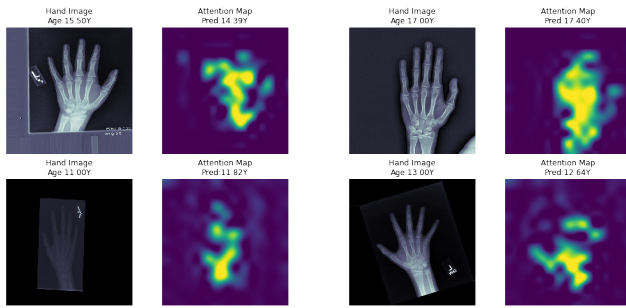 Hand Image
Age:15.50Y
Attention Map
Pred:14.39Y
Hand Image
Age:17.00Y
Attention Map
Pred:17.40Y
Hand Image
Age:11.00Y
Attention Map
Pred:11.82Y
Hand Image
Age:13.00Y
Attention Map
Pred:12.64Y